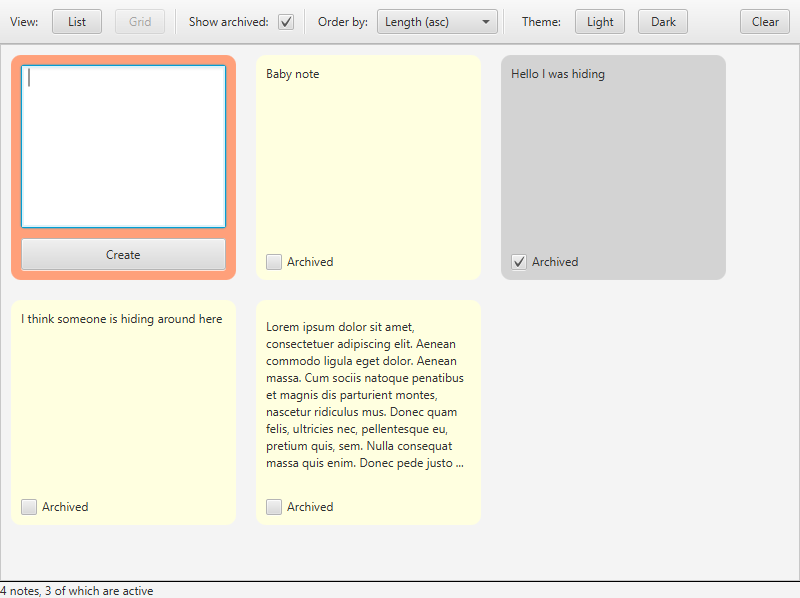 View: List Grid Show archived: Order by: Length (asc) Theme: Light Dark Clear
Create
Baby note
Archived
Hello I was hiding
Archived
I think someone is hiding around here
Archived
Lorem ipsum dolor sit amet,
consectetuer adipiscing elit. Aenean
commodo ligula eget dolor. Aenean
massa. Cum sociis natoque penatibus
et magnis dis parturient montes,
nascetur ridiculus mus. Donec quam
felis, ultricies nec, pellentesque eu,
pretium quis, sem. Nulla consequat
massa quis enim. Donec pede justo ...
Archived
4 notes, 3 of which are active